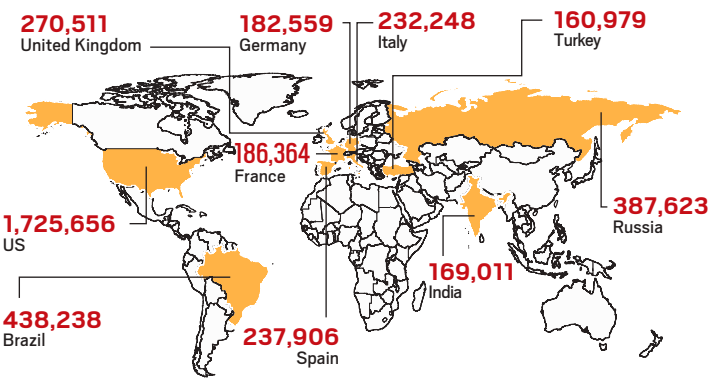 270,511
United Kingdom
182,559
Germany
232,248
Italy
160,979
Turkey
186,364
France
1,725,656
US
387,623
Russia
169,011
India
438,238
Brazil
237,906
Spain